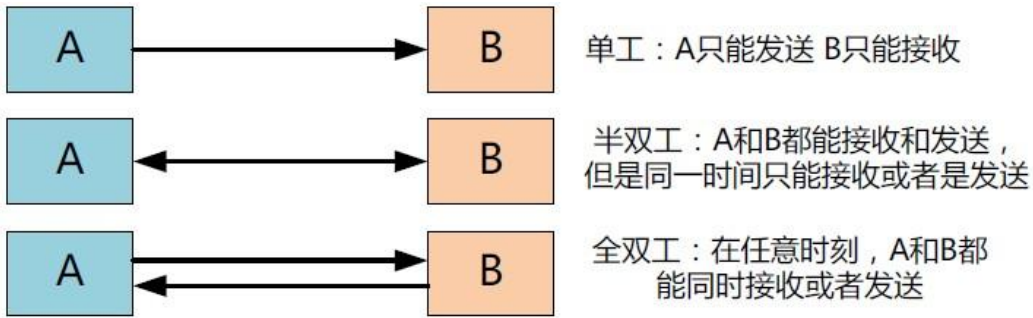 A
B
单工：A只能发送 B只能接收
A
B
半双工：A和B都能接收和发送，
但是同一时间只能接收或者是发送
A
B
全双工：在任意时刻，A和B都
能同时接收或者发送